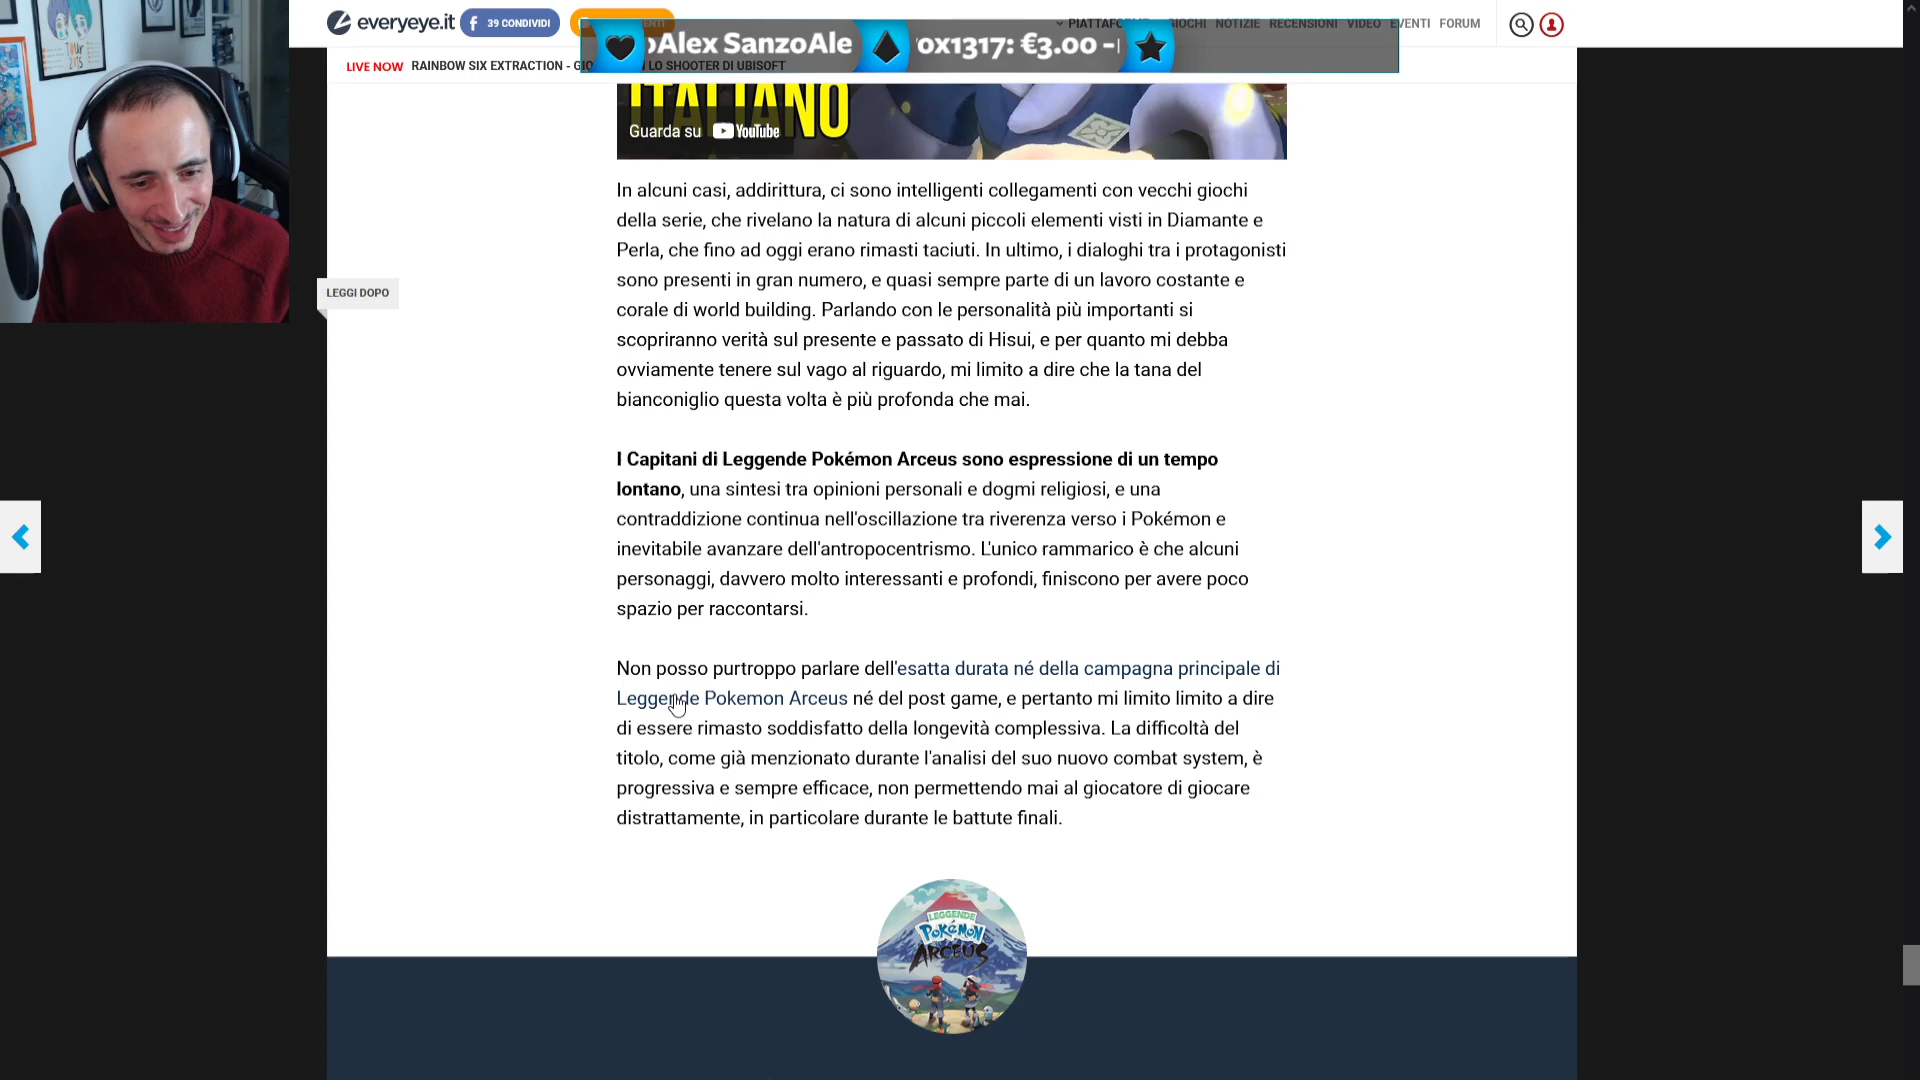 everyeye.it
39 CONDIVIDI
PIATTAFORME
GIOCHI
NOTIZIE
RECENSIONI
VIDEO
EVENTI
FORUM
AlexSanzoAle
ox1317: €3.00 -
LIVE NOW
RAINBOW SIX EXTRACTION - GIO
LO SHOOTER DI UBISOFT
ITALIANO
Guarda su YouTube
LEGGI DOPO
In alcuni casi, addirittura, ci sono intelligenti collegamenti con vecchi giochi
della serie, che rivelano la natura di alcuni piccoli elementi visti in Diamante e
Perla, che fino ad oggi erano rimasti taciuti. In ultimo, i dialoghi tra i protagonisti
sono presenti in gran numero, e quasi sempre parte di un lavoro costante e
corale di world building. Parlando con le personalità più importanti si
scopriranno verità sul presente e passato di Hisui, e per quanto mi debba
ovviamente tenere sul vago al riguardo, mi limito a dire che la tana del
bianconiglio questa volta è più profonda che mai.
I Capitani di Leggende Pokémon Arceus sono espressione di un tempo
lontano, una sintesi tra opinioni personali e dogmi religiosi, e una
contraddizione continua nell'oscillazione tra riverenza verso i Pokémon e
inevitabile avanzare dell'antropocentrismo. L'unico rammarico è che alcuni
personaggi, davvero molto interessanti e profondi, finiscono per avere poco
spazio per raccontarsi.
Non posso purtroppo parlare dell'esatta durata né della campagna principale di
Leggende Pokemon Arceus né del post game, e pertanto mi limito limito a dire
di essere rimasto soddisfatto della longevità complessiva. La difficoltà del
titolo, come già menzionato durante l'analisi del suo nuovo combat system, è
progressiva e sempre efficace, non permettendo mai al giocatore di giocare
distrattamente, in particolare durante le battute finali.
LEGGENDE
POKÉMON
ARCEUS